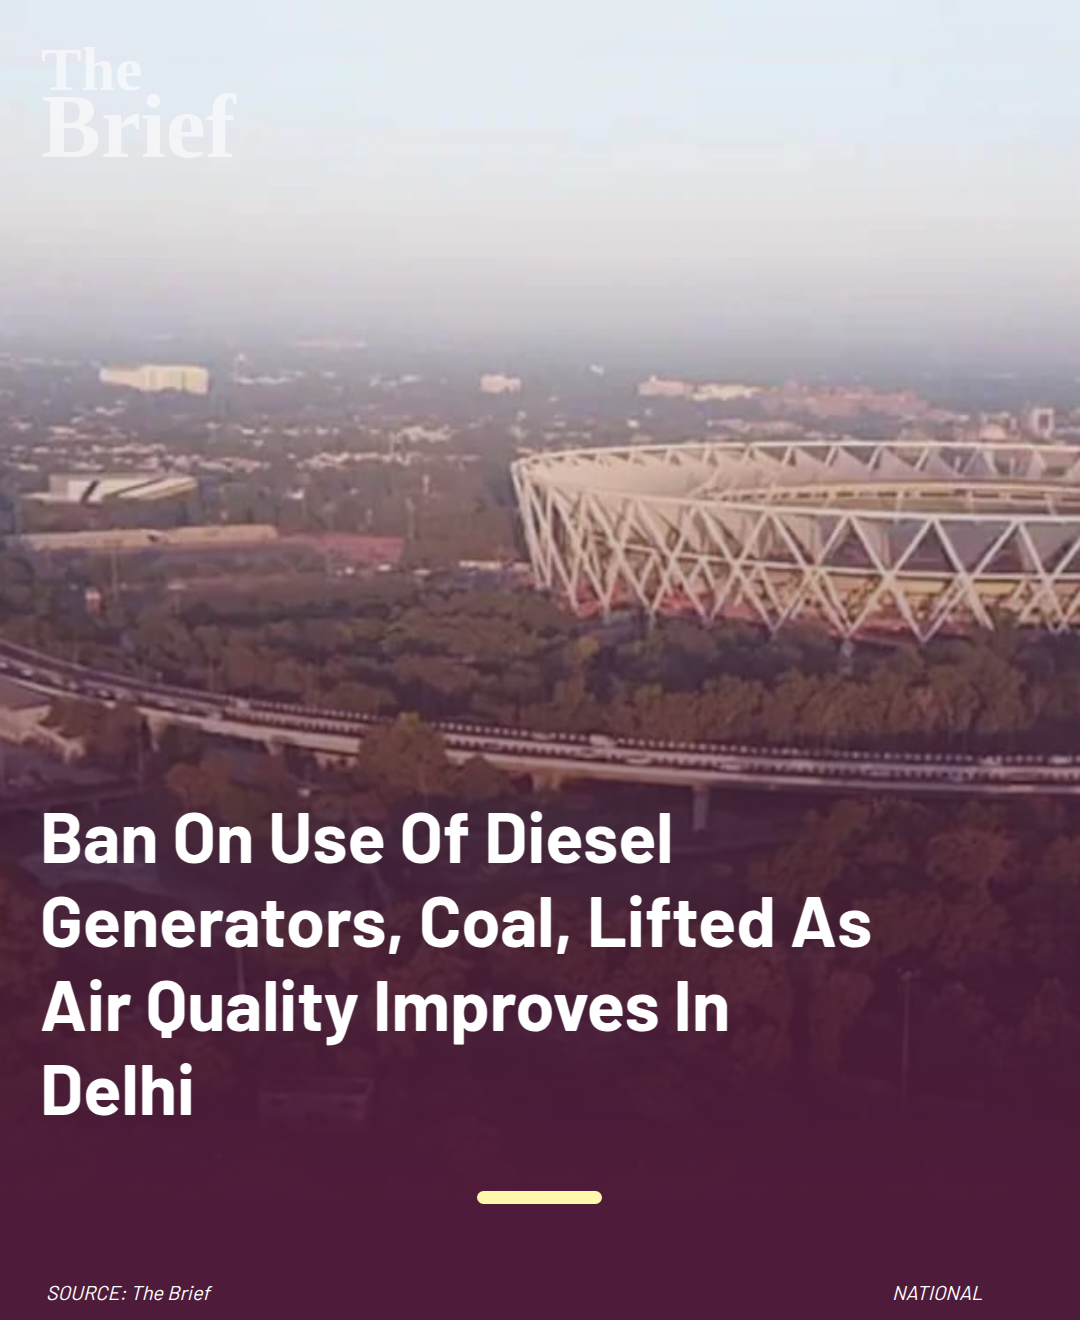 The
Brief
Ban On Use Of Diesel
Generators, Coal, Lifted As
Air Quality Improves In
Delhi
SOURCE: The Brief
NATIONAL